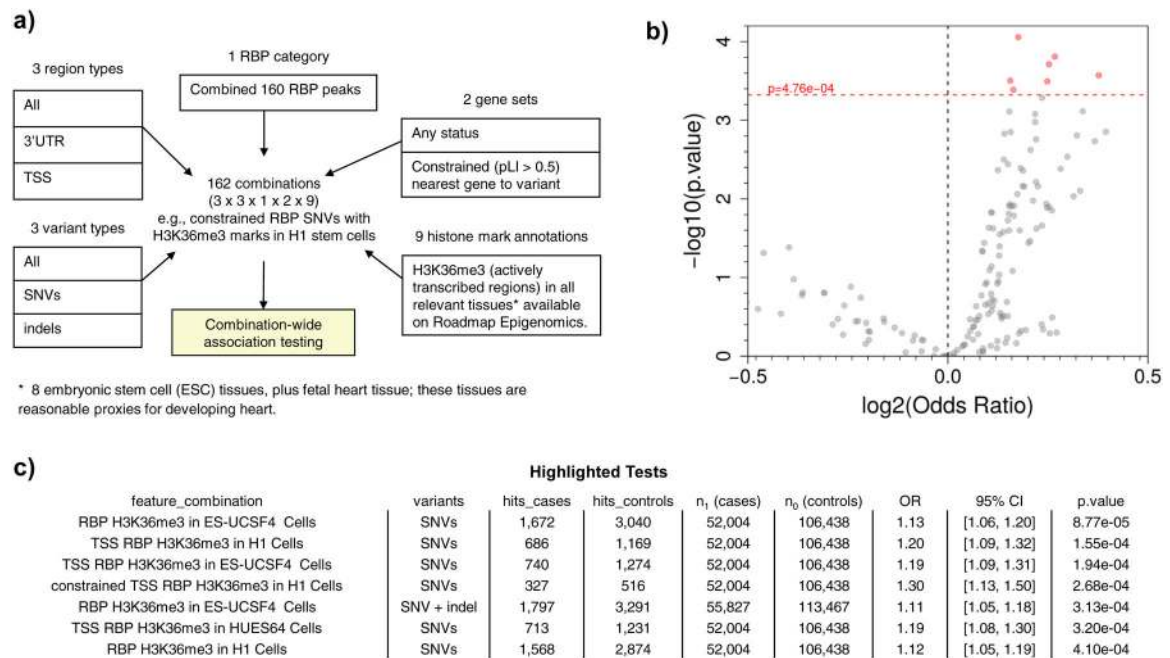 a)
1 RBP category
3 region types
Combined 160 RBP peaks
All
3'UTR
TSS
2 gene sets
Any status
Constrained (pLI > 0.5)
nearest gene to variant
162 combinations
(3 x 3 x 1 x 2 x 9)
e.g., constrained RBP SNVs with
H3K36me3 marks in H1 stem cells
3 variant types
All
SNVs
indels
9 histone mark annotations
H3K36me3 (actively
transcribed regions) in all
relevant tissues* available
on Roadmap Epigenomics.
Combination-wide
association testing
* 8 embryonic stem cell (ESC) tissues, plus fetal heart tissue; these tissues are
reasonable proxies for developing heart.
b)
−log10(p.value)
4
3
2
1
0
p=4.76e−04
−0.5 0.0 0.5
log2(Odds Ratio)
c)
Highlighted Tests
feature_combination variants hits_cases hits_controls n1 (cases) n0 (controls) OR 95% CI p.value
RBP H3K36me3 in ES-UCSF4 Cells SNVs 1,672 3,040 52,004 106,438 1.13 [1.06, 1.20] 8.77e-05
TSS RBP H3K36me3 in H1 Cells SNVs 686 1,169 52,004 106,438 1.20 [1.09, 1.32] 1.55e-04
TSS RBP H3K36me3 in ES-UCSF4 Cells SNVs 740 1,274 52,004 106,438 1.19 [1.09, 1.31] 1.94e-04
constrained TSS RBP H3K36me3 in H1 Cells SNVs 327 516 52,004 106,438 1.30 [1.13, 1.50] 2.68e-04
RBP H3K36me3 in ES-UCSF4 Cells SNV + indel 1,797 3,291 55,827 113,467 1.11 [1.05, 1.18] 3.13e-04
TSS RBP H3K36me3 in HUES64 Cells SNVs 713 1,231 52,004 106,438 1.19 [1.08, 1.30] 3.20e-04
RBP H3K36me3 in H1 Cells SNVs 1,568 2,874 52,004 106,438 1.12 [1.05, 1.19] 4.10e-04